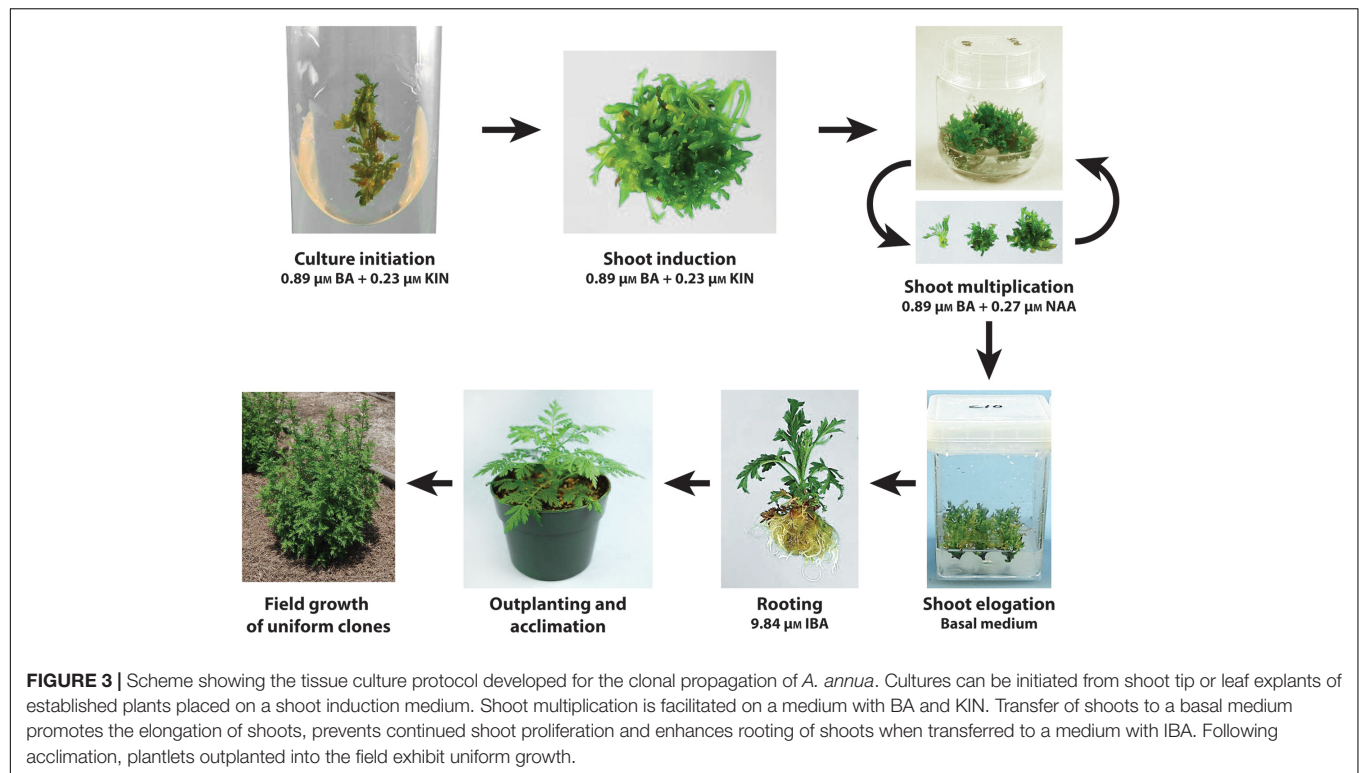 Culture initiation
0.89 µM BA + 0.23 µM KIN
Shoot induction
0.89 µM BA + 0.23 µM KIN
Shoot multiplication
0.89 µM BA + 0.27 µM NAA
Field growth
of uniform clones
Outplanting and
acclimation
Rooting
9.84 µM IBA
C10
Shoot elogation
Basal medium
FIGURE 3 | Scheme showing the tissue culture protocol developed for the clonal propagation of A. annua. Cultures can be initiated from shoot tip or leaf explants of
established plants placed on a shoot induction medium. Shoot multiplication is facilitated on a medium with BA and KIN. Transfer of shoots to a basal medium
promotes the elongation of shoots, prevents continued shoot proliferation and enhances rooting of shoots when transferred to a medium with IBA. Following
acclimation, plantlets outplanted into the field exhibit uniform growth.